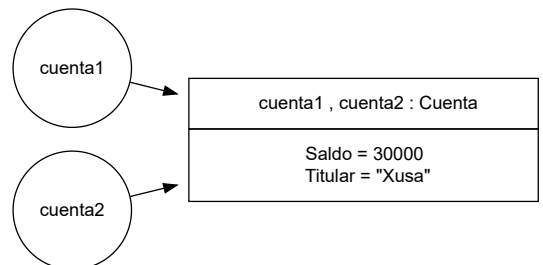 cuenta1
cuenta1 , cuenta2 : Cuenta
Saldo = 30000
Titular = "Xusa"
cuenta2